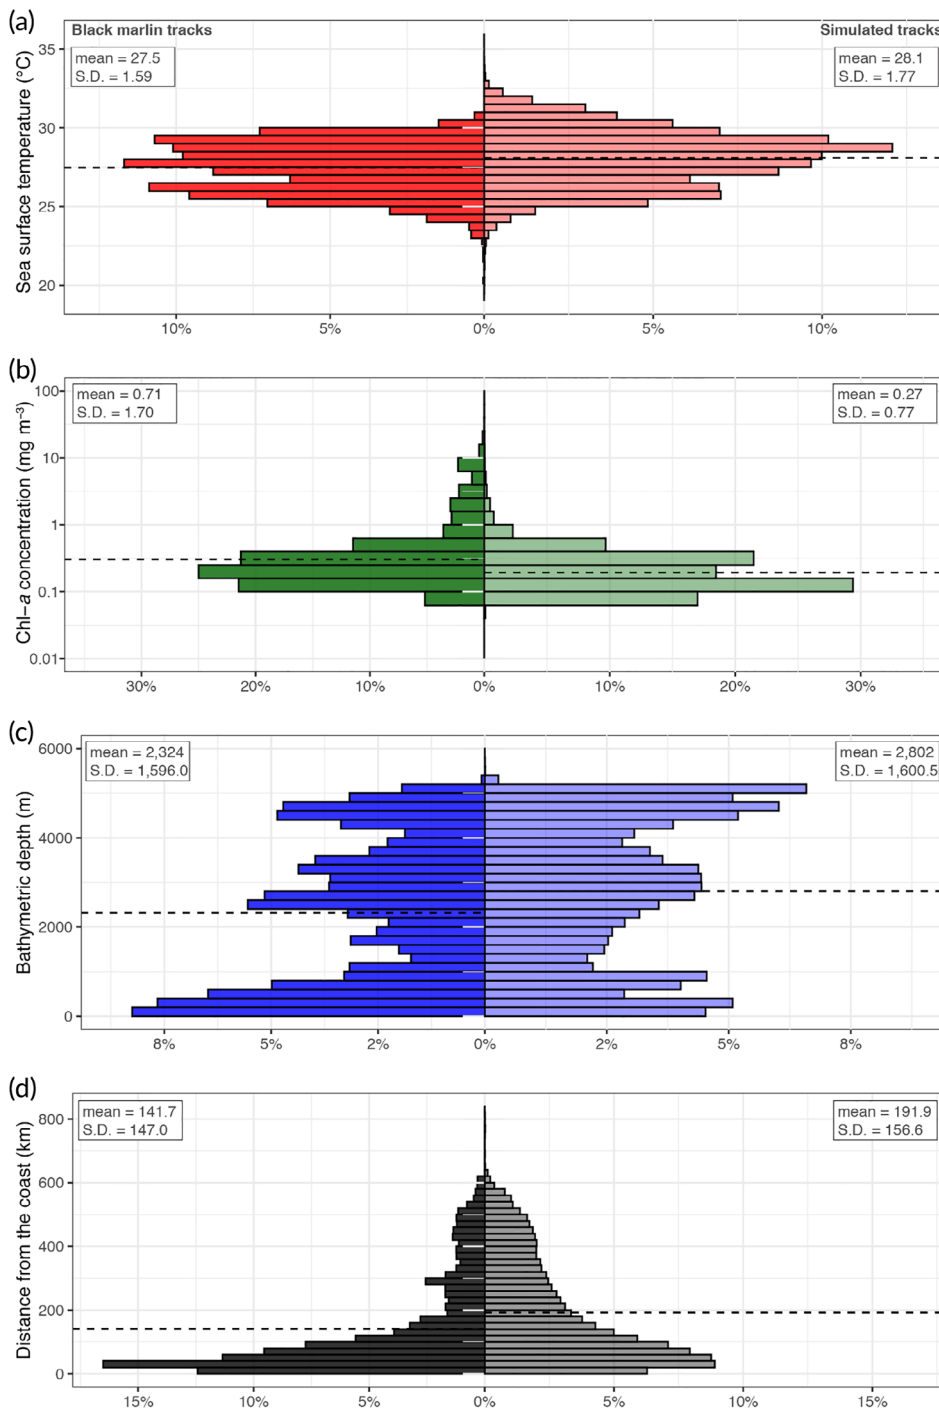 (a)
Black marlin tracks
Simulated tracks
mean = 27.5
S.D. = 1.59
mean = 28.1
S.D. = 1.77
Sea surface temperature (°C)
35
30
25
20
10%
5%
0%
5%
10%
(b)
mean = 0.71
S.D. = 1.70
mean = 0.27
S.D. = 0.77
Chl−a concentration (mg m⁻³)
100
10
1
0.1
0.01
30%
20%
10%
0%
10%
20%
30%
(c)
mean = 2,324
S.D. = 1,596.0
mean = 2,802
S.D. = 1,600.5
Bathymetric depth (m)
6000
4000
2000
0
8%
5%
2%
0%
2%
5%
8%
(d)
mean = 141.7
S.D. = 147.0
mean = 191.9
S.D. = 156.6
Distance from the coast (km)
800
600
400
200
0
15%
10%
5%
0%
5%
10%
15%